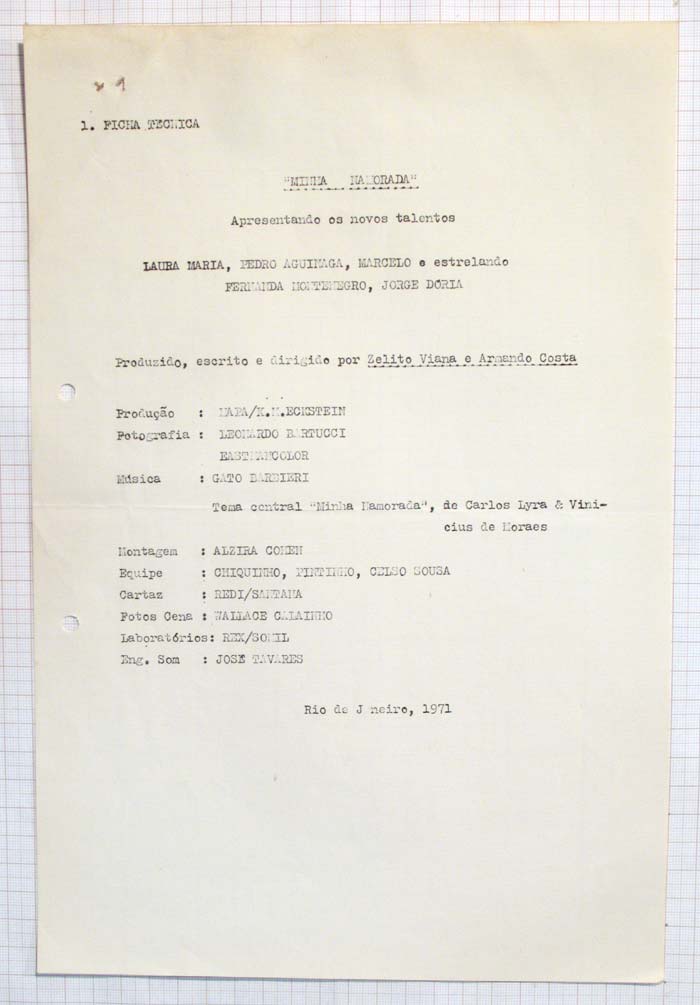 1. FICHA TECNICA
"MINHA NAMORADA"
Apresentando os novos talentos
LAURA MARIA, PEDRO AGUINAGA, MARCELO e estrelando
FERNANDA MONTENEGRO, JORGE DORIA
Produzido, escrito e dirigido por Zelito Viana e Armando Costa
Produção : MAPA/K.M.ECKSTEIN
Fotografia : LEONARDO BARTUCCI
EASTMANCOLOR
Música : GATO BARBIERI
Tema central "Minha Namorada", de Carlos Lyra & Vini-
cius de Moraes
Montagem : ALZIRA COHEN
Equipe : CHIQUINHO, PINTINHO, CELSO SOUSA
Cartaz : REDI/SANTANA
Fotos Cena : WALLACE CALAINHO
Laboratórios: REX/SOMIL
Eng. Som : JOSÉ TAVARES
Rio de Janeiro, 1971